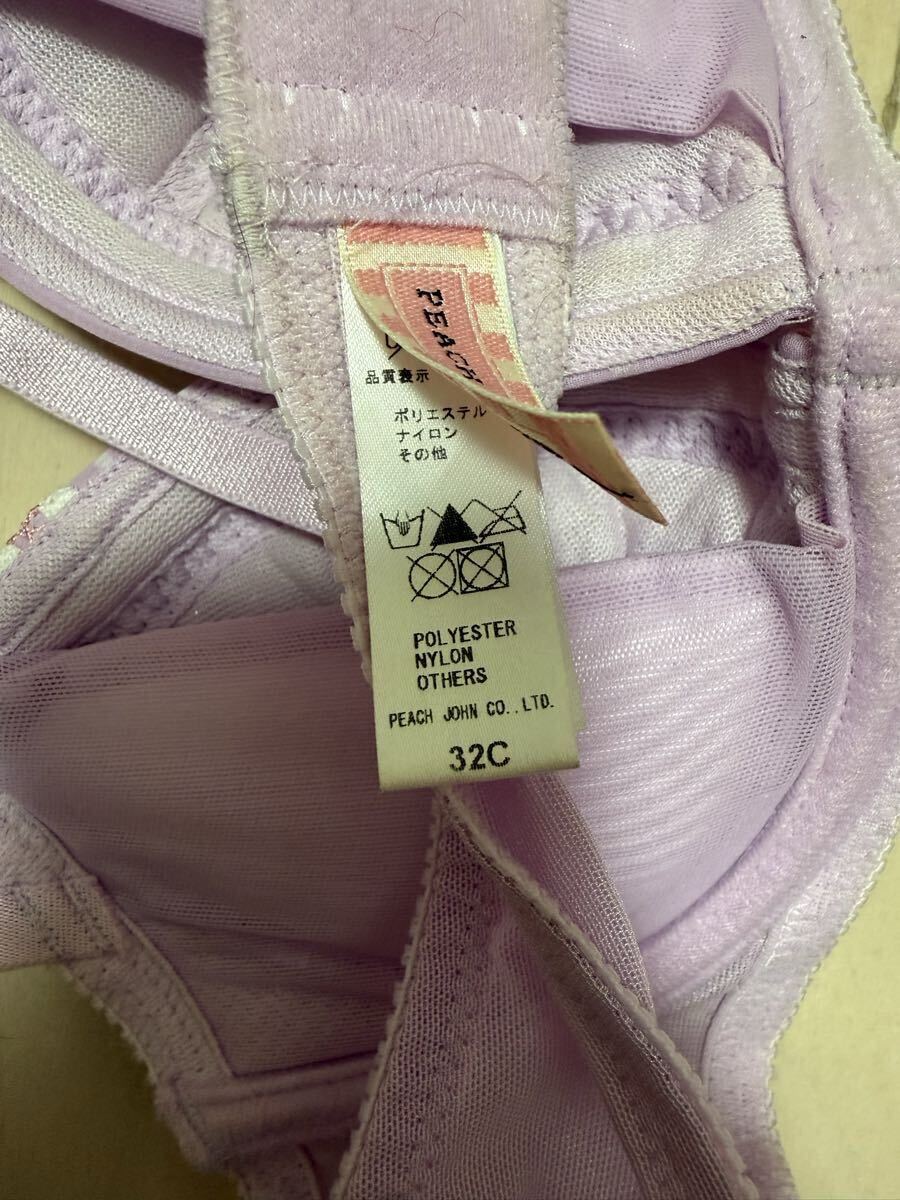 PEACH
品質表示
ポリエステル
ナイロン
その他
POLYESTER
NYLON
OTHERS
PEACH JOHN CO.,LTD.
32C